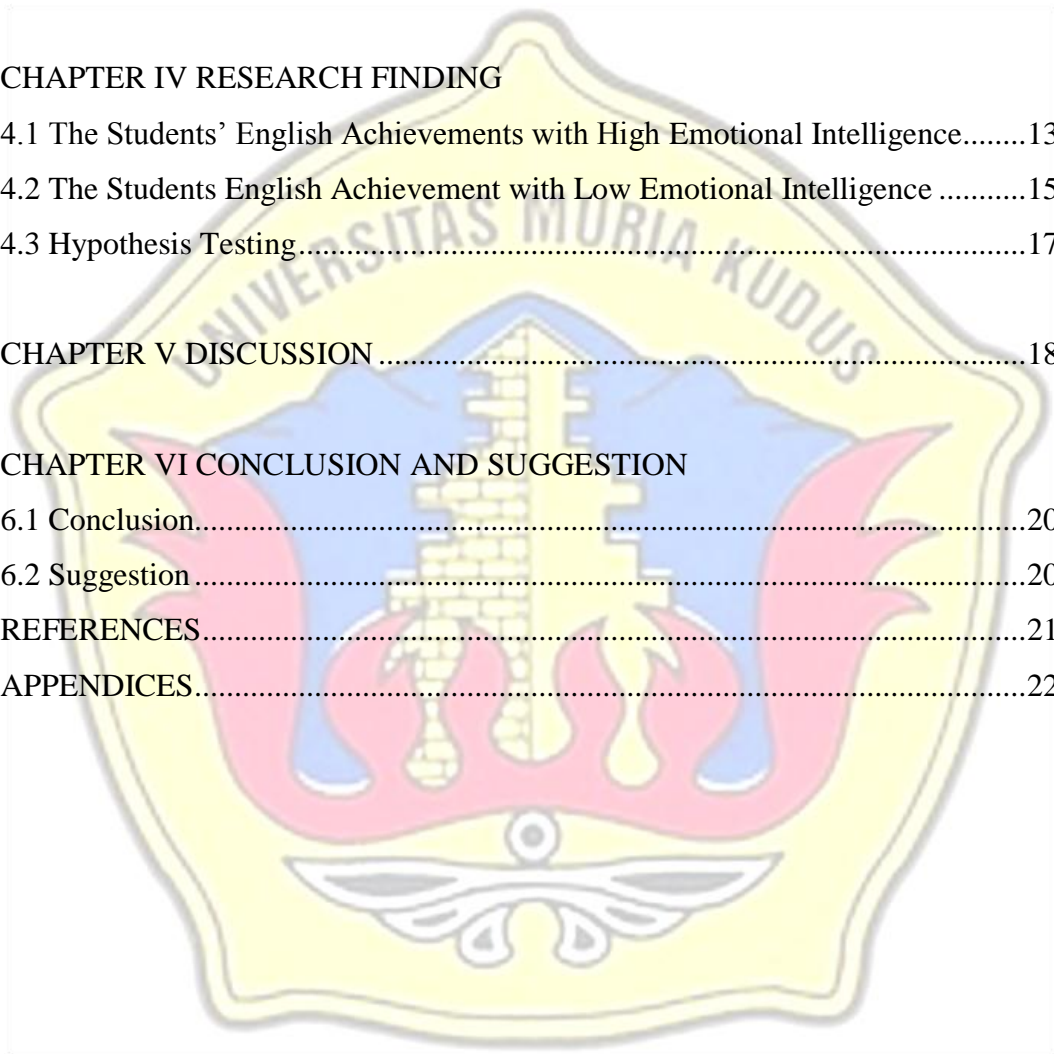 CHAPTER IV RESEARCH FINDING
4.1 The Students’ English Achievements with High Emotional Intelligence........13
4.2 The Students English Achievement with Low Emotional Intelligence ...........15
4.3 Hypothesis Testing.....................................................................................17
UNIVERSITAS MURIA KUDUS
CHAPTER V DISCUSSION ...........................................................................18
CHAPTER VI CONCLUSION AND SUGGESTION
6.1 Conclusion.................................................................................................20
6.2 Suggestion .................................................................................................20
REFERENCES................................................................................................21
APPENDICES.................................................................................................22